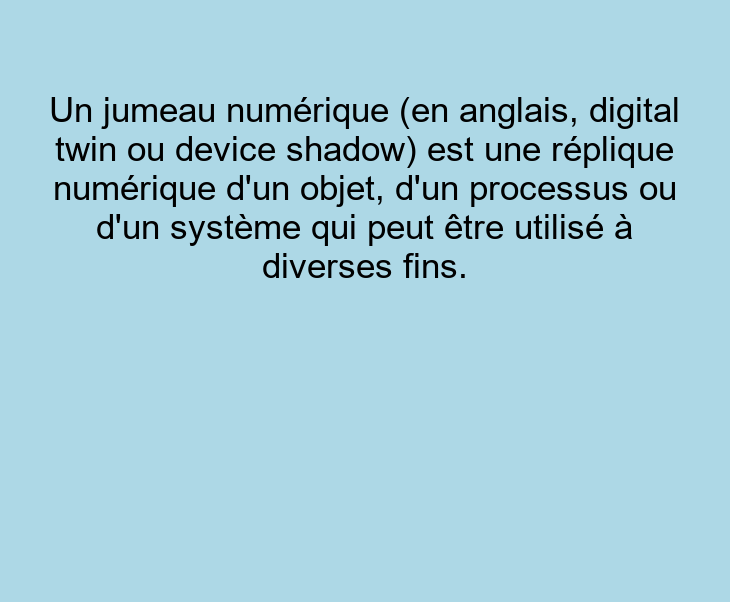 Un jumeau numérique (en anglais, digital
twin ou device shadow) est une réplique
numérique d'un objet, d'un processus ou
d'un système qui peut être utilisé à
diverses fins.